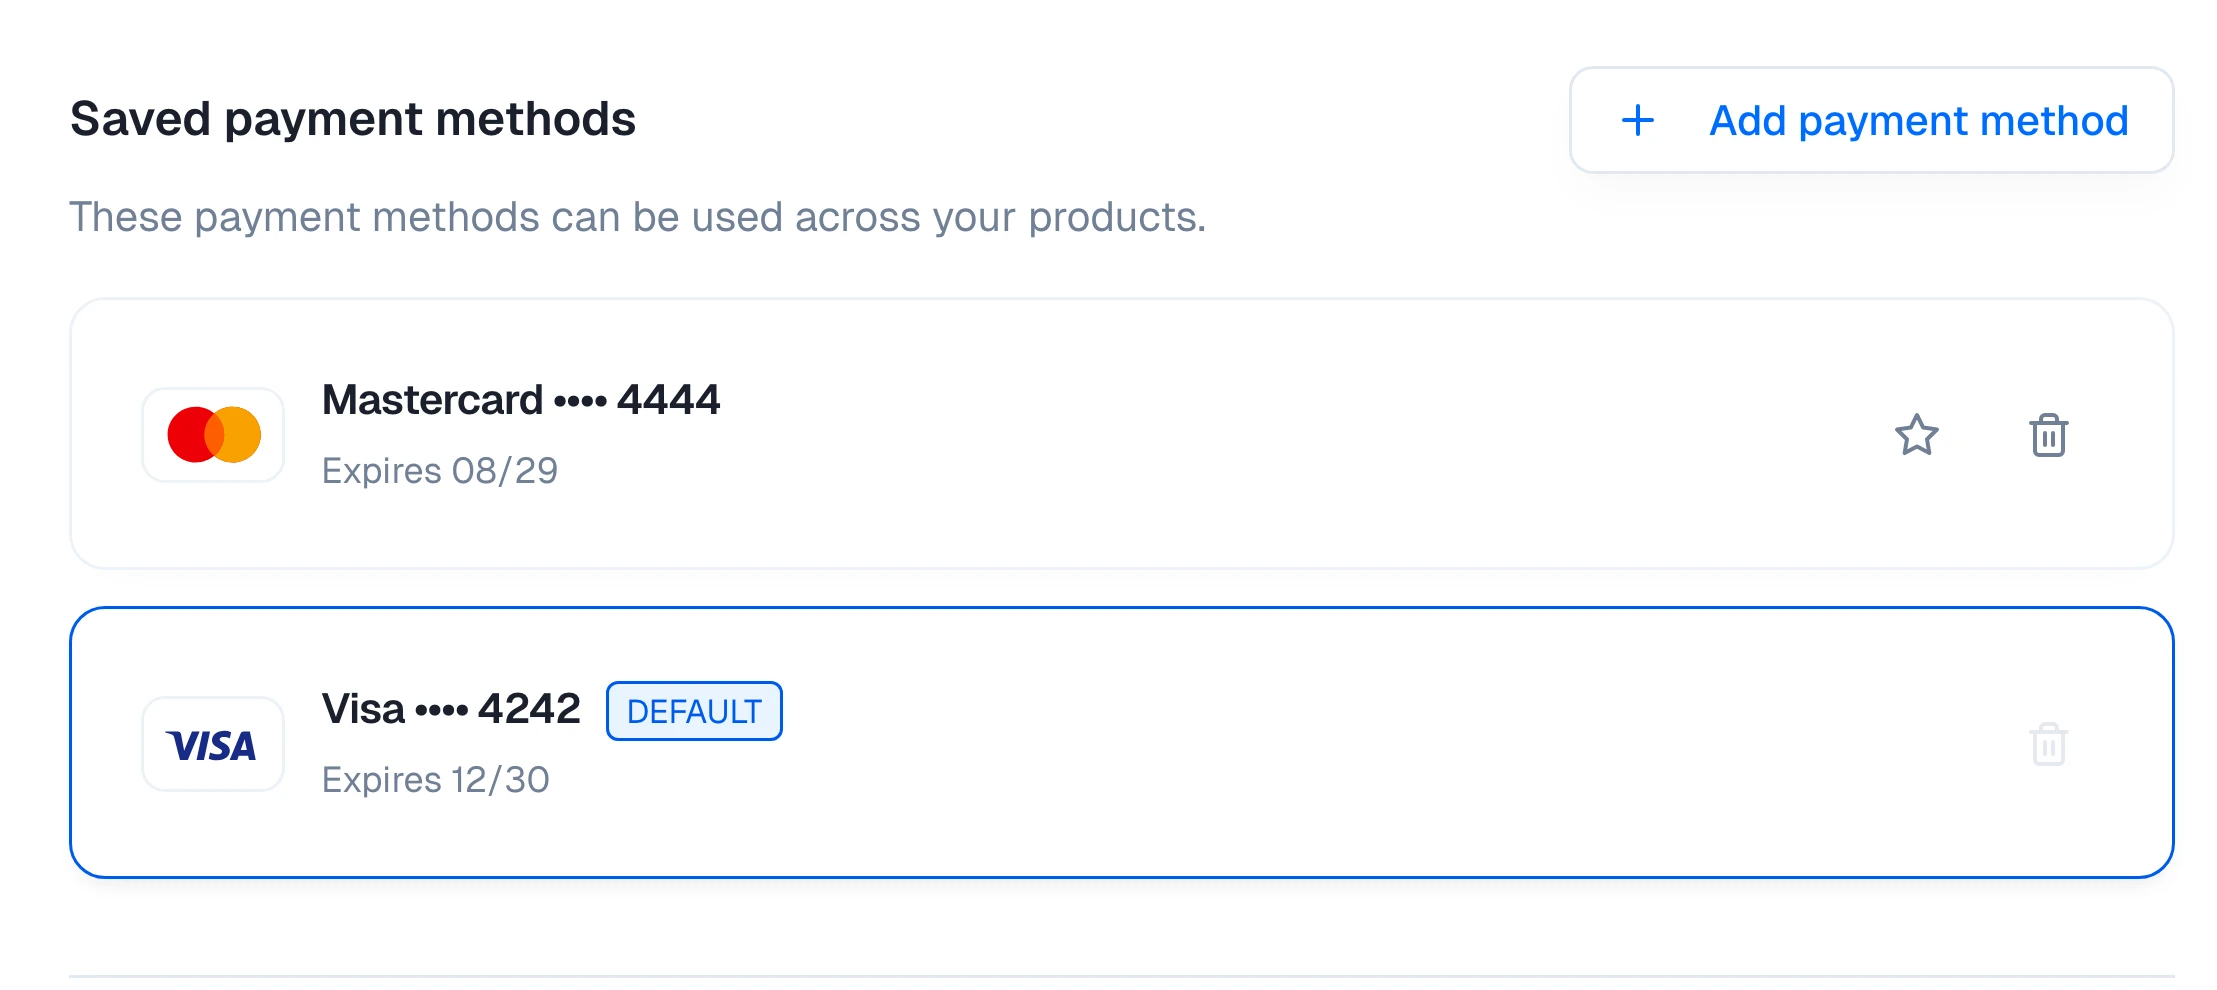 Saved payment methods
+ Add payment method
These payment methods can be used across your products.
Mastercard •••• 4444
Expires 08/29
Visa •••• 4242 DEFAULT
VISA
Expires 12/30